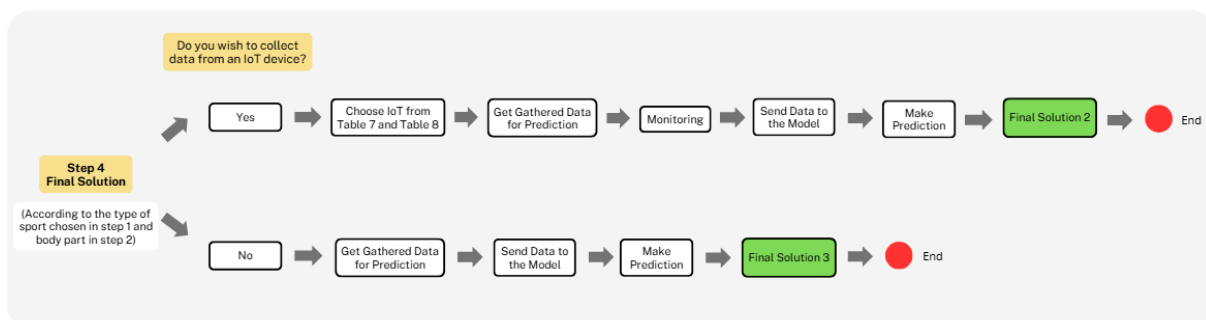 Do you wish to collect
data from an IoT device?
Yes
Choose IoT from
Table 7 and Table 8
Get Gathered Data
for Prediction
Monitoring
Send Data to
the Model
Make
Prediction
Final Solution 2
End
Step 4
Final Solution
(According to the type of
sport chosen in step 1 and
body part in step 2)
No
Get Gathered Data
for Prediction
Send Data to
the Model
Make
Prediction
Final Solution 3
End